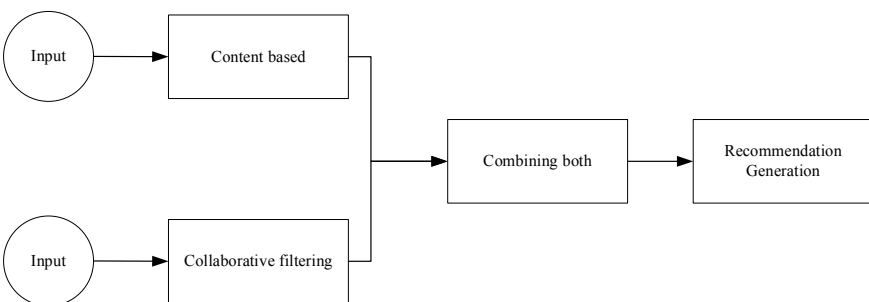 Input
Content based
Combining both
Recommendation
Generation
Input
Collaborative filtering